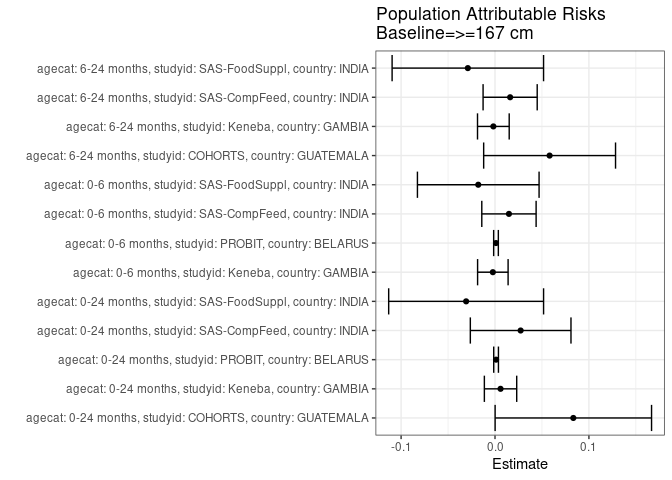 Population Attributable Risks
Baseline=>=167 cm
agecat: 6-24 months, studyid: SAS-FoodSuppl, country: INDIA
agecat: 6-24 months, studyid: SAS-CompFeed, country: INDIA
agecat: 6-24 months, studyid: Keneba, country: GAMBIA
agecat: 6-24 months, studyid: COHORTS, country: GUATEMALA
agecat: 0-6 months, studyid: SAS-FoodSuppl, country: INDIA
agecat: 0-6 months, studyid: SAS-CompFeed, country: INDIA
agecat: 0-6 months, studyid: PROBIT, country: BELARUS
agecat: 0-6 months, studyid: Keneba, country: GAMBIA
agecat: 0-24 months, studyid: SAS-FoodSuppl, country: INDIA
agecat: 0-24 months, studyid: SAS-CompFeed, country: INDIA
agecat: 0-24 months, studyid: PROBIT, country: BELARUS
agecat: 0-24 months, studyid: Keneba, country: GAMBIA
agecat: 0-24 months, studyid: COHORTS, country: GUATEMALA
-0.1 0.0 0.1
Estimate